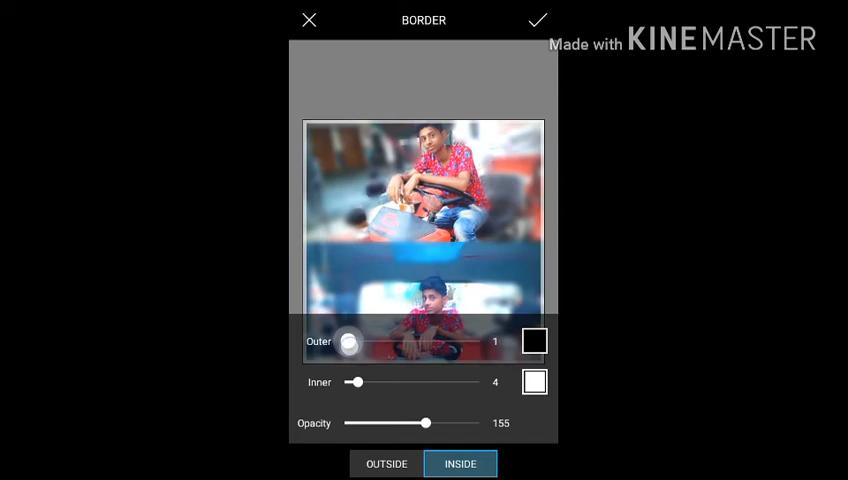 BORDER
Made with KINEMASTER
Outer 1
Inner 4
Opacity 155
OUTSIDE INSIDE